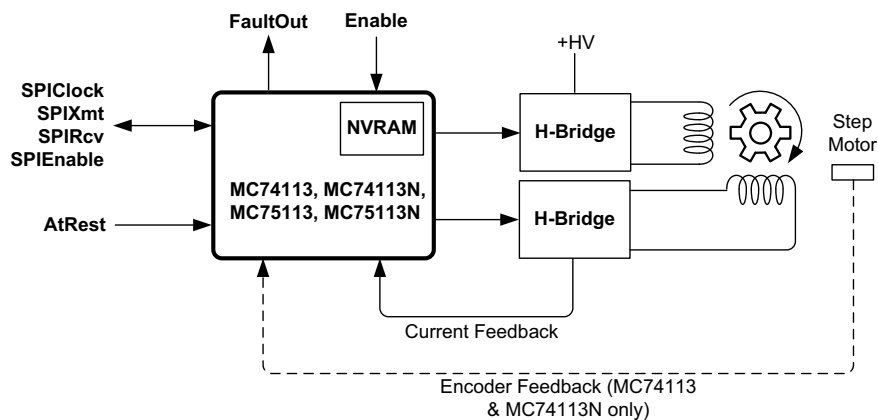 FaultOut
Enable
+HV
SPIClock
SPIXmt
SPIRcv
SPIEnable
NVRAM
H-Bridge
Step
Motor
MC74113, MC74113N,
MC75113, MC75113N
AtRest
H-Bridge
Current Feedback
Encoder Feedback (MC74113
& MC74113N only)